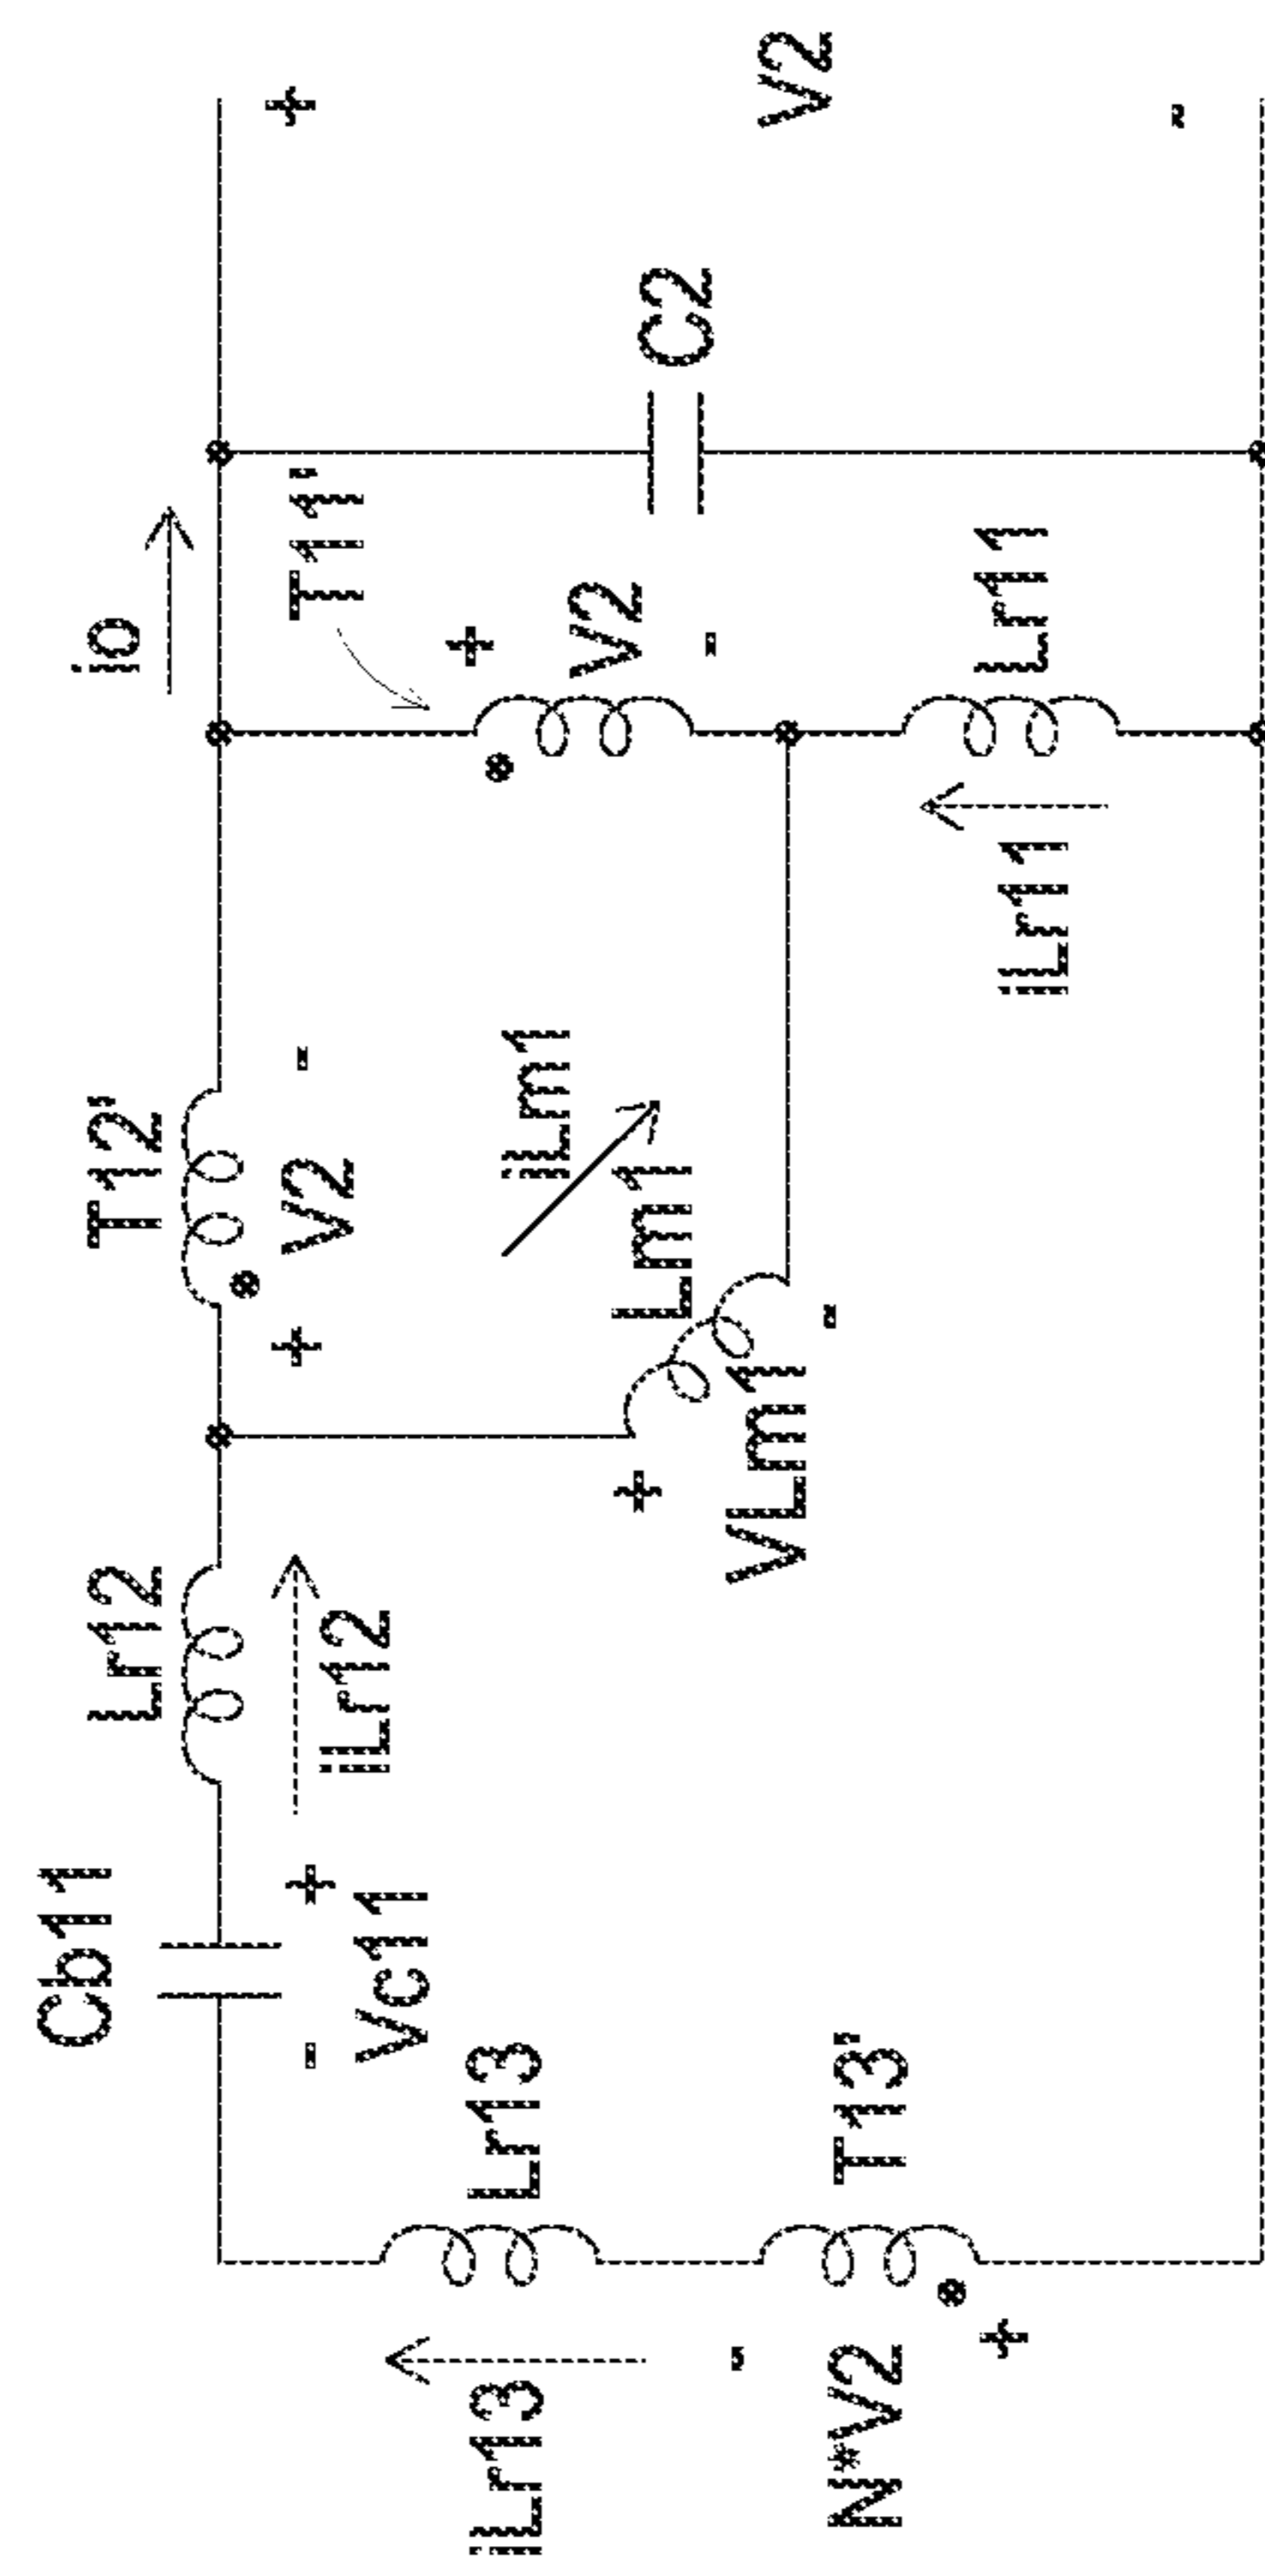 Cb11
Lr12
T12'
io
- Vc11 +
iLr12
+ V2 -
T11'
+
iLr13
Lr13
iLm1
+ V2 -
C2
V2
- N*V2 +
T13'
+ VLm1 -
Lm1
iLr11
Lr11
-